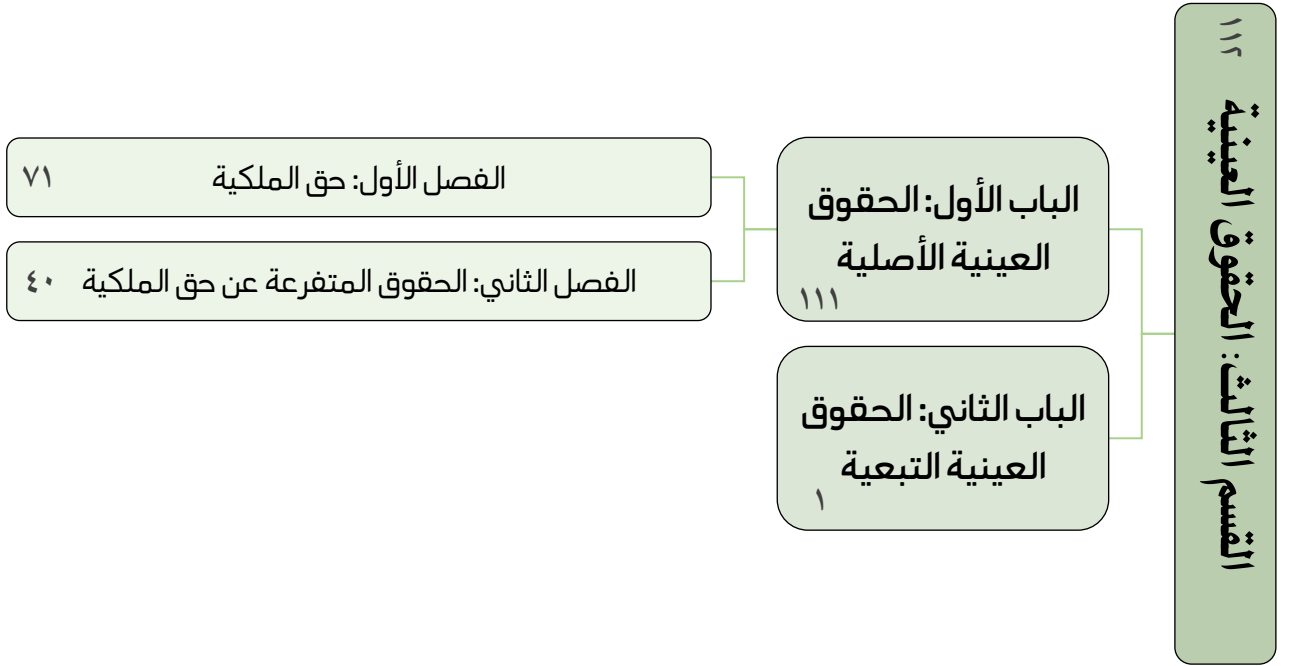 القسم الثالث: الحقوق العينية
١١٢
الباب الأول: الحقوق
العينية الأصلية
١١١
الفصل الأول: حق الملكية
٧١
الفصل الثاني: الحقوق المتفرعة عن حق الملكية
٤٠
الباب الثاني: الحقوق
العينية التبعية
١